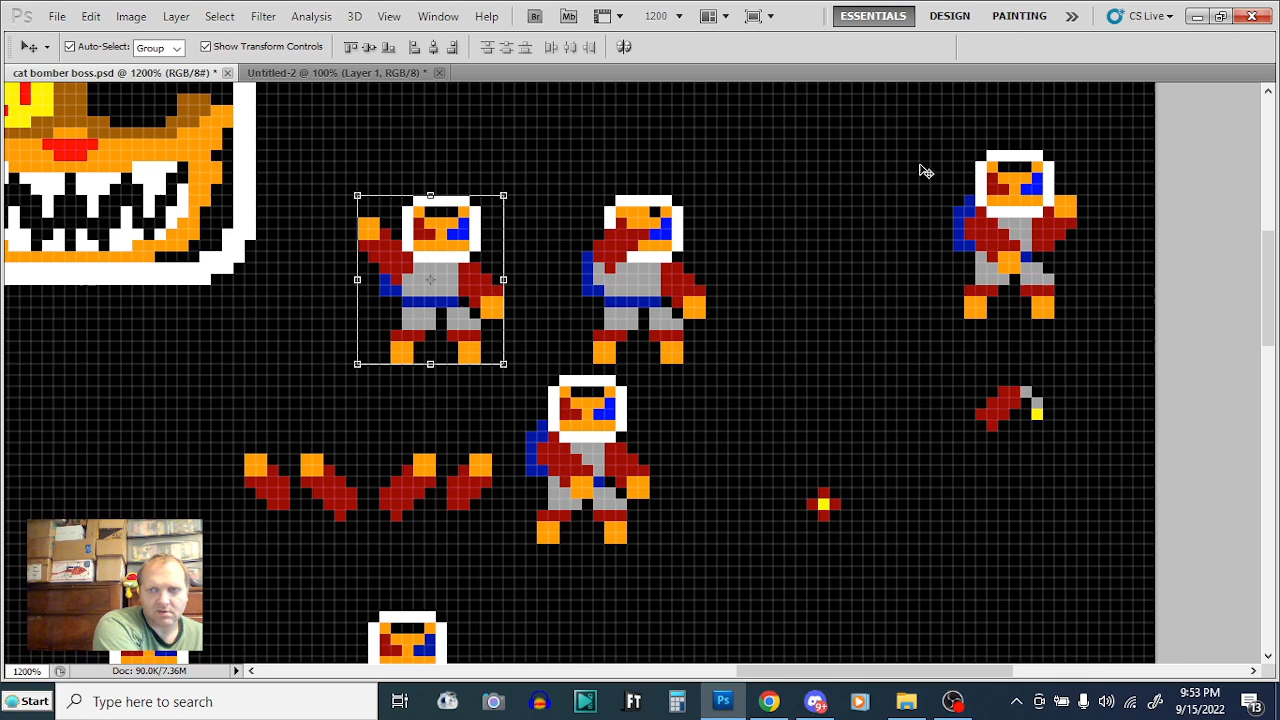 Ps File Edit Image Layer Select Filter Analysis 3D View Window Help Br Mb 1200 ESSENTIALS DESIGN PAINTING CS Live
Auto-Select: Group Show Transform Controls
cat bomber boss.psd @ 1200% (RGB/8#) * Untitled-2 @ 100% (Layer 1, RGB/8) *
1200% Doc: 90.0K/7.36M
Start Type here to search Ps 9+ 9:53 PM
9/15/2022